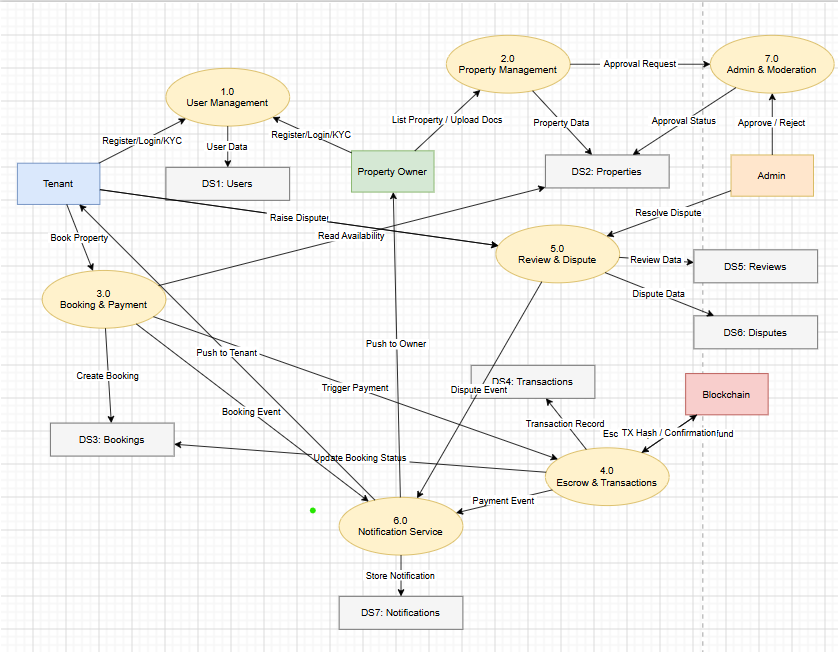 2.0
Property Management
Approval Request
7.0
Admin & Moderation
1.0
User Management
List Property / Upload Docs
Property Data
Approval Status
Approve / Reject
Register/Login/KYC
User Data
Register/Login/KYC
Tenant
DS1: Users
Property Owner
DS2: Properties
Admin
Raise Dispute
Resolve Dispute
Book Property
Read Availability
5.0
Review & Dispute
Review Data
DS5: Reviews
3.0
Booking & Payment
Dispute Data
DS6: Disputes
Push to Owner
Push to Tenant
Create Booking
Trigger Payment
DS4: Transactions
Dispute Event
Blockchain
Booking Event
Transaction Record
TX Hash / Confirmation
DS3: Bookings
Update Booking Status
4.0
Escrow & Transactions
Payment Event
6.0
Notification Service
Store Notification
DS7: Notifications